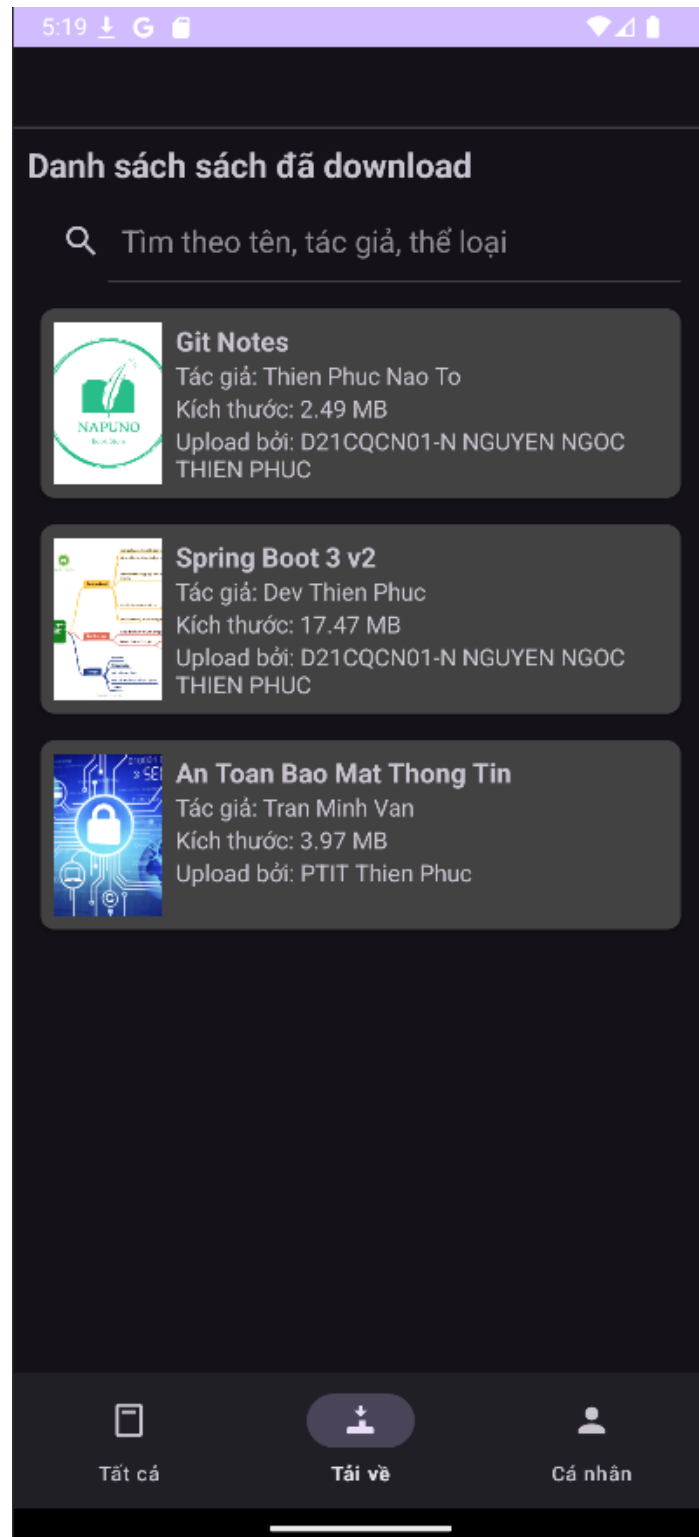 5:19
Danh sách sách đã download
Tìm theo tên, tác giả, thể loại
NAPUNO
Book Store
Git Notes
Tác giả: Thien Phuc Nao To
Kích thước: 2.49 MB
Upload bởi: D21CQCN01-N NGUYEN NGOC
THIEN PHUC
Spring Boot 3 v2
Tác giả: Dev Thien Phuc
Kích thước: 17.47 MB
Upload bởi: D21CQCN01-N NGUYEN NGOC
THIEN PHUC
An Toan Bao Mat Thong Tin
Tác giả: Tran Minh Van
Kích thước: 3.97 MB
Upload bởi: PTIT Thien Phuc
Tất cả
Tải về
Cá nhân